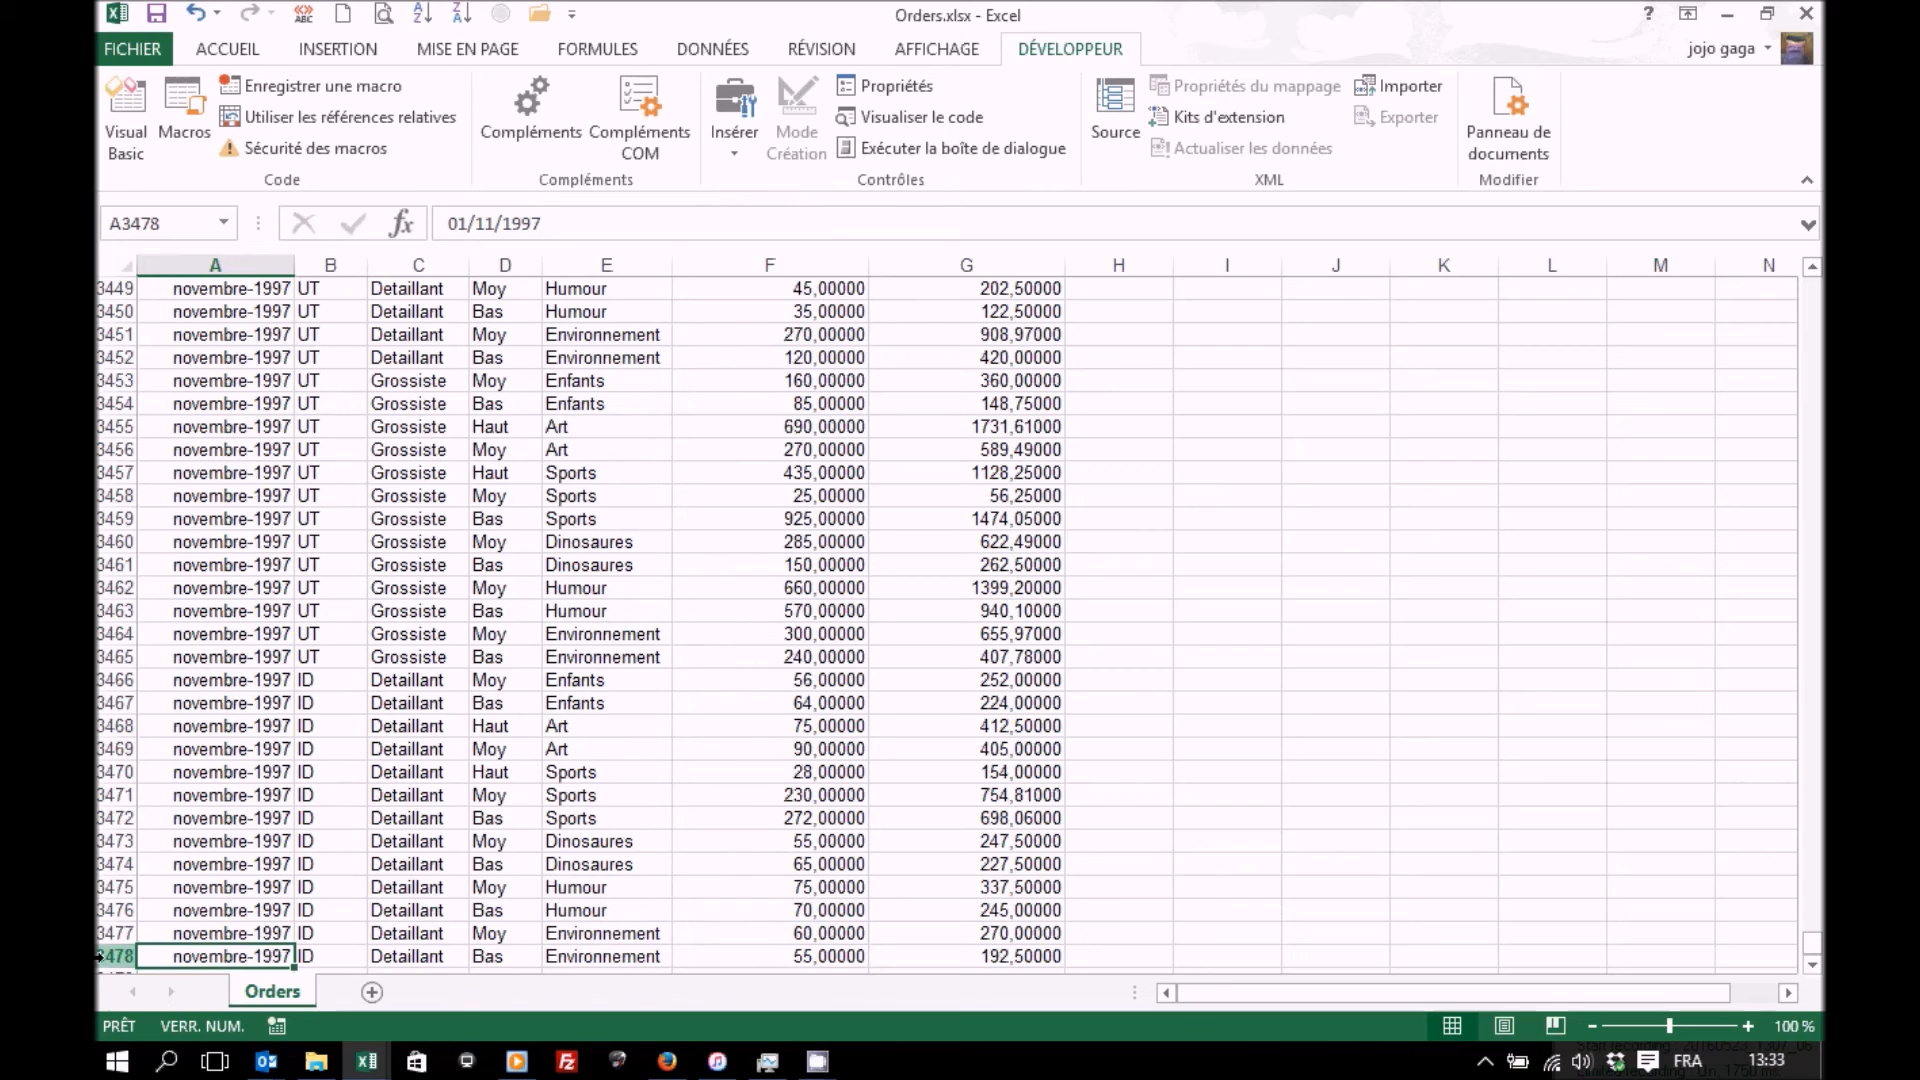 Orders.xlsx - Excel
FICHIER ACCUEIL INSERTION MISE EN PAGE FORMULES DONNÉES RÉVISION AFFICHAGE DÉVELOPPEUR jojo gaga
Visual Basic
Macros
Enregistrer une macro
Utiliser les références relatives
Sécurité des macros
Code
Compléments
Compléments COM
Compléments
Insérer
Mode Création
Propriétés
Visualiser le code
Exécuter la boîte de dialogue
Contrôles
Source
Propriétés du mappage
Kits d'extension
Actualiser les données
Importer
Exporter
XML
Panneau de documents
Modifier
A3478 fx 01/11/1997
A B C D E F G H I J K L M N
3449 novembre-1997 UT Detaillant Moy Humour 45,00000 202,50000
3450 novembre-1997 UT Detaillant Bas Humour 35,00000 122,50000
3451 novembre-1997 UT Detaillant Moy Environnement 270,00000 908,97000
3452 novembre-1997 UT Detaillant Bas Environnement 120,00000 420,00000
3453 novembre-1997 UT Grossiste Moy Enfants 160,00000 360,00000
3454 novembre-1997 UT Grossiste Bas Enfants 85,00000 148,75000
3455 novembre-1997 UT Grossiste Haut Art 690,00000 1731,61000
3456 novembre-1997 UT Grossiste Moy Art 270,00000 589,49000
3457 novembre-1997 UT Grossiste Haut Sports 435,00000 1128,25000
3458 novembre-1997 UT Grossiste Moy Sports 25,00000 56,25000
3459 novembre-1997 UT Grossiste Bas Sports 925,00000 1474,05000
3460 novembre-1997 UT Grossiste Moy Dinosaures 285,00000 622,49000
3461 novembre-1997 UT Grossiste Bas Dinosaures 150,00000 262,50000
3462 novembre-1997 UT Grossiste Moy Humour 660,00000 1399,20000
3463 novembre-1997 UT Grossiste Bas Humour 570,00000 940,10000
3464 novembre-1997 UT Grossiste Moy Environnement 300,00000 655,97000
3465 novembre-1997 UT Grossiste Bas Environnement 240,00000 407,78000
3466 novembre-1997 ID Detaillant Moy Enfants 56,00000 252,00000
3467 novembre-1997 ID Detaillant Bas Enfants 64,00000 224,00000
3468 novembre-1997 ID Detaillant Haut Art 75,00000 412,50000
3469 novembre-1997 ID Detaillant Moy Art 90,00000 405,00000
3470 novembre-1997 ID Detaillant Haut Sports 28,00000 154,00000
3471 novembre-1997 ID Detaillant Moy Sports 230,00000 754,81000
3472 novembre-1997 ID Detaillant Bas Sports 272,00000 698,06000
3473 novembre-1997 ID Detaillant Moy Dinosaures 55,00000 247,50000
3474 novembre-1997 ID Detaillant Bas Dinosaures 65,00000 227,50000
3475 novembre-1997 ID Detaillant Moy Humour 75,00000 337,50000
3476 novembre-1997 ID Detaillant Bas Humour 70,00000 245,00000
3477 novembre-1997 ID Detaillant Moy Environnement 60,00000 270,00000
3478 novembre-1997 ID Detaillant Bas Environnement 55,00000 192,50000
Orders
PRÊT VERR. NUM. 100 %
FRA 13:33